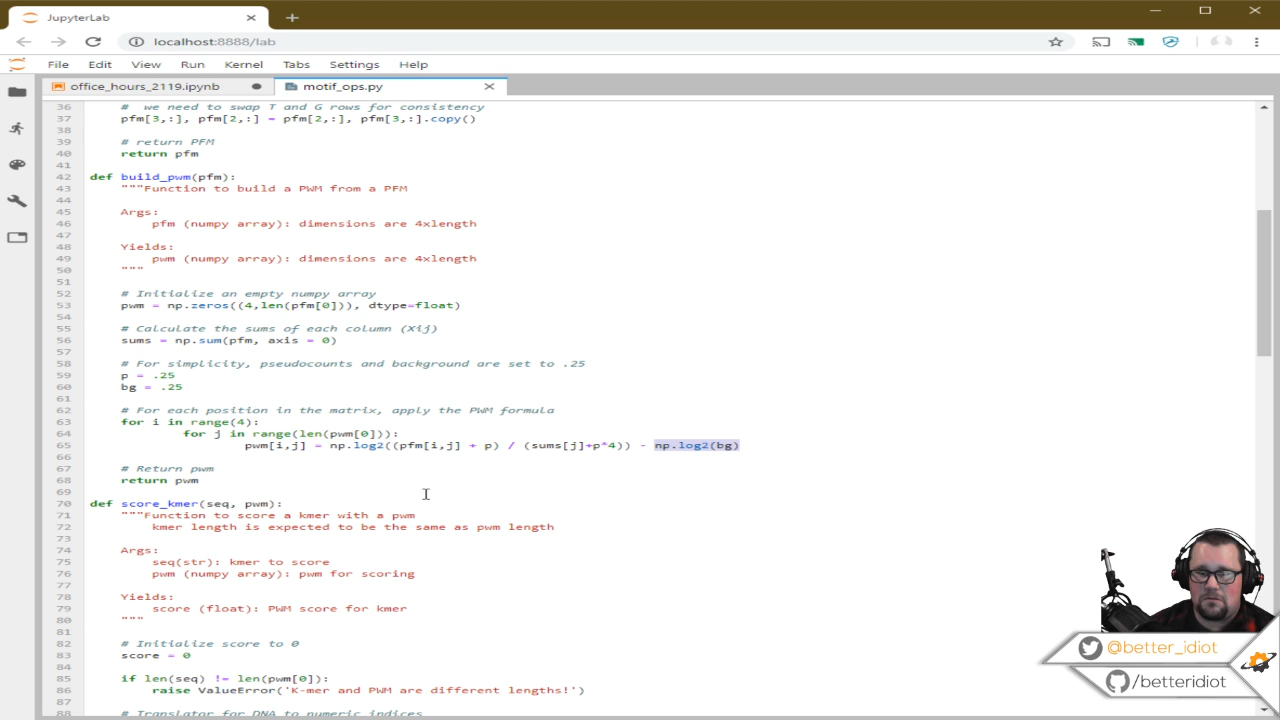 JupyterLab
localhost:8888/lab
File Edit View Run Kernel Tabs Settings Help
office_hours_2119.ipynb motif_ops.py
36 # we need to swap T and G rows for consistency
37 pfm[3,:], pfm[2,:] = pfm[2,:], pfm[3,:].copy()
38
39 # return PFM
40 return pfm
41
42 def build_pwm(pfm):
43 """Function to build a PWM from a PFM
44
45 Args:
46 pfm (numpy array): dimensions are 4xlength
47
48 Yields:
49 pwm (numpy array): dimensions are 4xlength
50 """
51
52 # Initialize an empty numpy array
53 pwm = np.zeros((4,len(pfm[0])), dtype=float)
54
55 # Calculate the sums of each column (Xij)
56 sums = np.sum(pfm, axis = 0)
57
58 # For simplicity, pseudocounts and background are set to .25
59 p = .25
60 bg = .25
61
62 # For each position in the matrix, apply the PWM formula
63 for i in range(4):
64 for j in range(len(pwm[0])):
65 pwm[i,j] = np.log2((pfm[i,j] + p) / (sums[j]+p*4)) - np.log2(bg)
66
67 # Return pwm
68 return pwm
69
70 def score_kmer(seq, pwm):
71 """Function to score a kmer with a pwm
72 kmer length is expected to be the same as pwm length
73
74 Args:
75 seq(str): kmer to score
76 pwm (numpy array): pwm for scoring
77
78 Yields:
79 score (float): PWM score for kmer
80 """
81
82 # Initialize score to 0
83 score = 0
84
85 if len(seq) != len(pwm[0]):
86 raise ValueError('K-mer and PWM are different lengths!')
87
88 # Translator for DNA to numeric indices
@better_idiot
/betteridiot